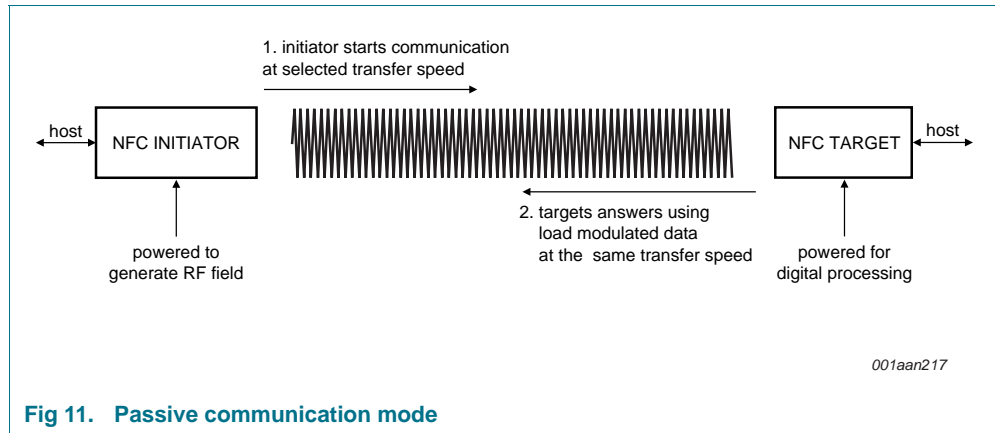 1. initiator starts communication
at selected transfer speed
host
NFC INITIATOR
NFC TARGET
host
2. targets answers using
load modulated data
at the same transfer speed
powered to
generate RF field
powered for
digital processing
001aan217
Fig 11. Passive communication mode